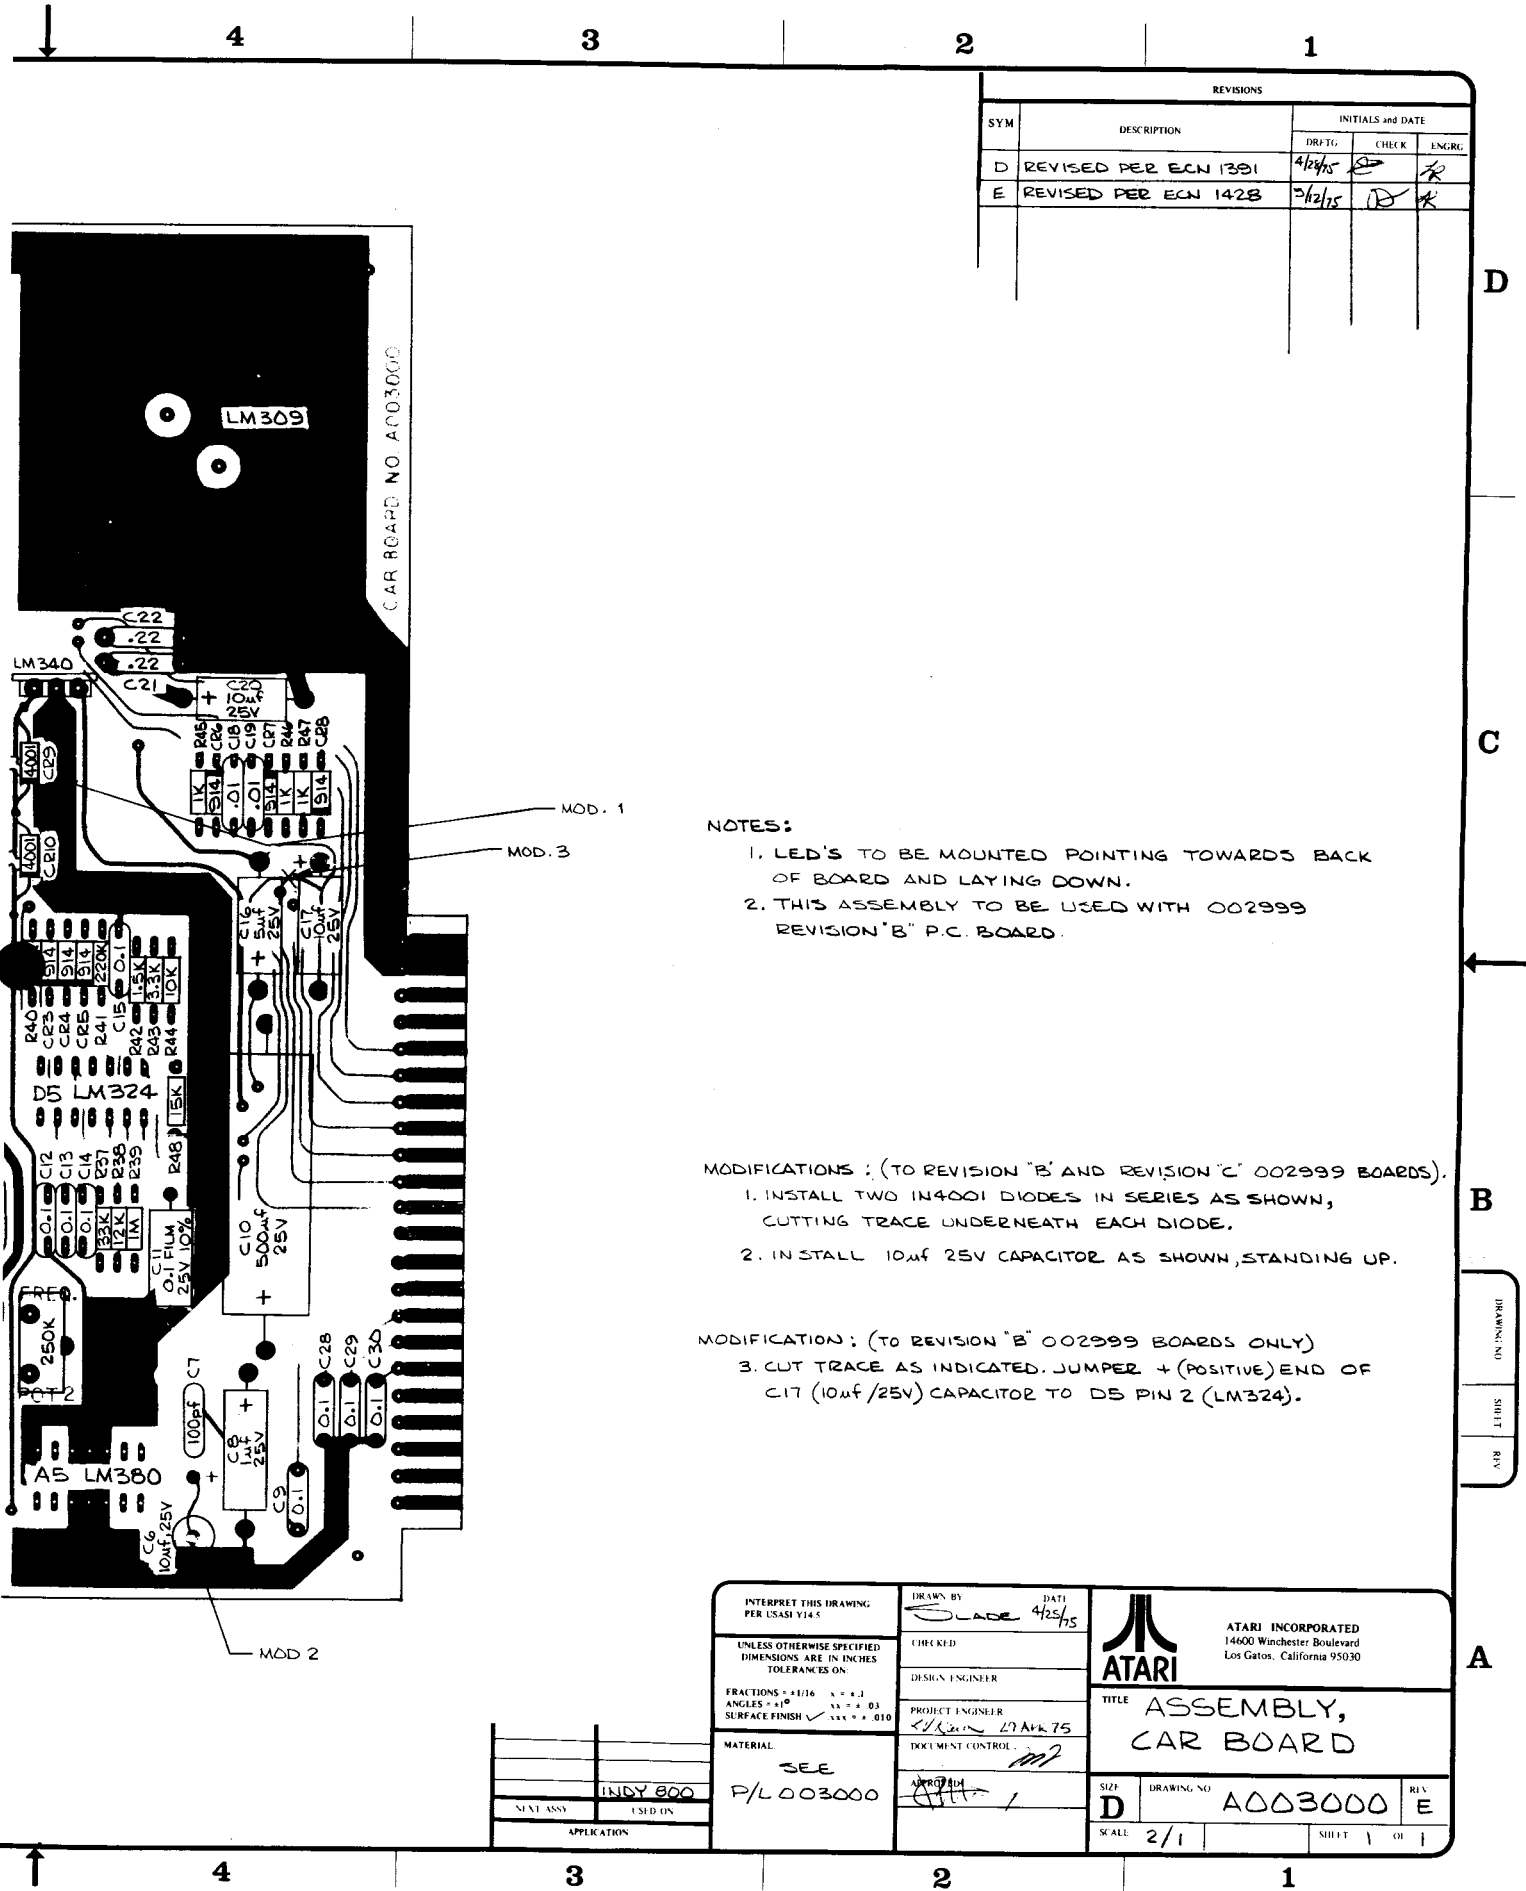 4 3 2 1
REVISIONS
SYM DESCRIPTION INITIALS and DATE
DRFTG CHECK ENGRG
D REVISED PER ECN 1391 4/28/75
E REVISED PER ECN 1428 5/12/75
D
LM309
CAR BOARD NO. A003000
C22
.22
.22
C21
LM340
C20
10uf
25V
+
R45 CR6 C18 C19 CR7 R46 R47 CR8
1K 914 .01 .01 914 1K 1K 914
4001 CR9
4001 CR10
MOD. 1
MOD. 3
C
NOTES:
1. LED'S TO BE MOUNTED POINTING TOWARDS BACK
OF BOARD AND LAYING DOWN.
2. THIS ASSEMBLY TO BE USED WITH 002999
REVISION "B" P.C. BOARD.
C16 5uf 25V +
C17 10uf 25V +
914 914 914 220K 0.1 1.5K 3.3K 10K
R40 CR3 CR4 CR5 R41 C15 R42 R43 R44
D5 LM324
15K
R48
C12 C13 C14 R37 R38 R39
0.1 0.1 0.1 33K 12K 1M
C11
0.1 FILM
25V 10%
C10
500uf
25V
+
MODIFICATIONS : (TO REVISION "B" AND REVISION "C" 002999 BOARDS).
1. INSTALL TWO IN4001 DIODES IN SERIES AS SHOWN,
CUTTING TRACE UNDERNEATH EACH DIODE.
2. INSTALL 10uf 25V CAPACITOR AS SHOWN, STANDING UP.
B
MODIFICATION : (TO REVISION "B" 002999 BOARDS ONLY)
3. CUT TRACE AS INDICATED. JUMPER + (POSITIVE) END OF
C17 (10uf/25V) CAPACITOR TO D5 PIN 2 (LM324).
DRAWING NO SHEET REV
FREQ.
250K
POT 2
C7
100pf
C8
1uf
25V
+
C28 C29 C30
0.1 0.1 0.1
C9
0.1
A5 LM380
+
C6
10uf, 25V
MOD 2
INTERPRET THIS DRAWING
PER USASI Y14.5
UNLESS OTHERWISE SPECIFIED
DIMENSIONS ARE IN INCHES
TOLERANCES ON:
FRACTIONS = ±1/16 x = ± .1
ANGLES = ±1° xx = ± .03
SURFACE FINISH ✓ xxx = ± .010
MATERIAL
SEE
P/L 003000
DRAWN BY DATE
SLADE 4/25/75
CHECKED
DESIGN ENGINEER
PROJECT ENGINEER
DOCUMENT CONTROL
APPROVED
ATARI
ATARI INCORPORATED
14600 Winchester Boulevard
Los Gatos, California 95030
A
TITLE ASSEMBLY,
CAR BOARD
SIZE D DRAWING NO A003000 REV E
SCALE 2/1 SHEET 1 OF 1
INDY 800
NEXT ASSY USED ON
APPLICATION
4 3 2 1